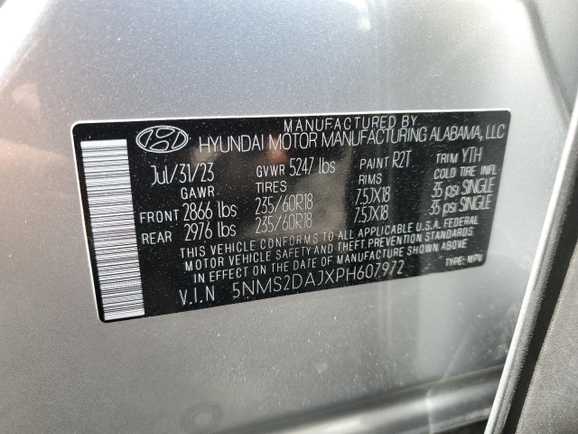 MANUFACTURED BY
HYUNDAI MOTOR MANUFACTURING ALABAMA, LLC
Jul/31/23 GVWR 5247 lbs PAINT R2T TRIM YTH
GAWR TIRES RIMS COLD TIRE INFL
FRONT 2866 lbs 235/60R18 7.5JX18 35 psi SINGLE
REAR 2976 lbs 235/60R18 7.5JX18 35 psi SINGLE
THIS VEHICLE CONFORMS TO ALL APPLICABLE U.S.A. FEDERAL
MOTOR VEHICLE SAFETY AND THEFT PREVENTION STANDARDS
IN EFFECT ON THE DATE OF MANUFACTURE SHOWN ABOVE.
V.I.N 5NMS2DAJXPH607972 TYPE: MPV